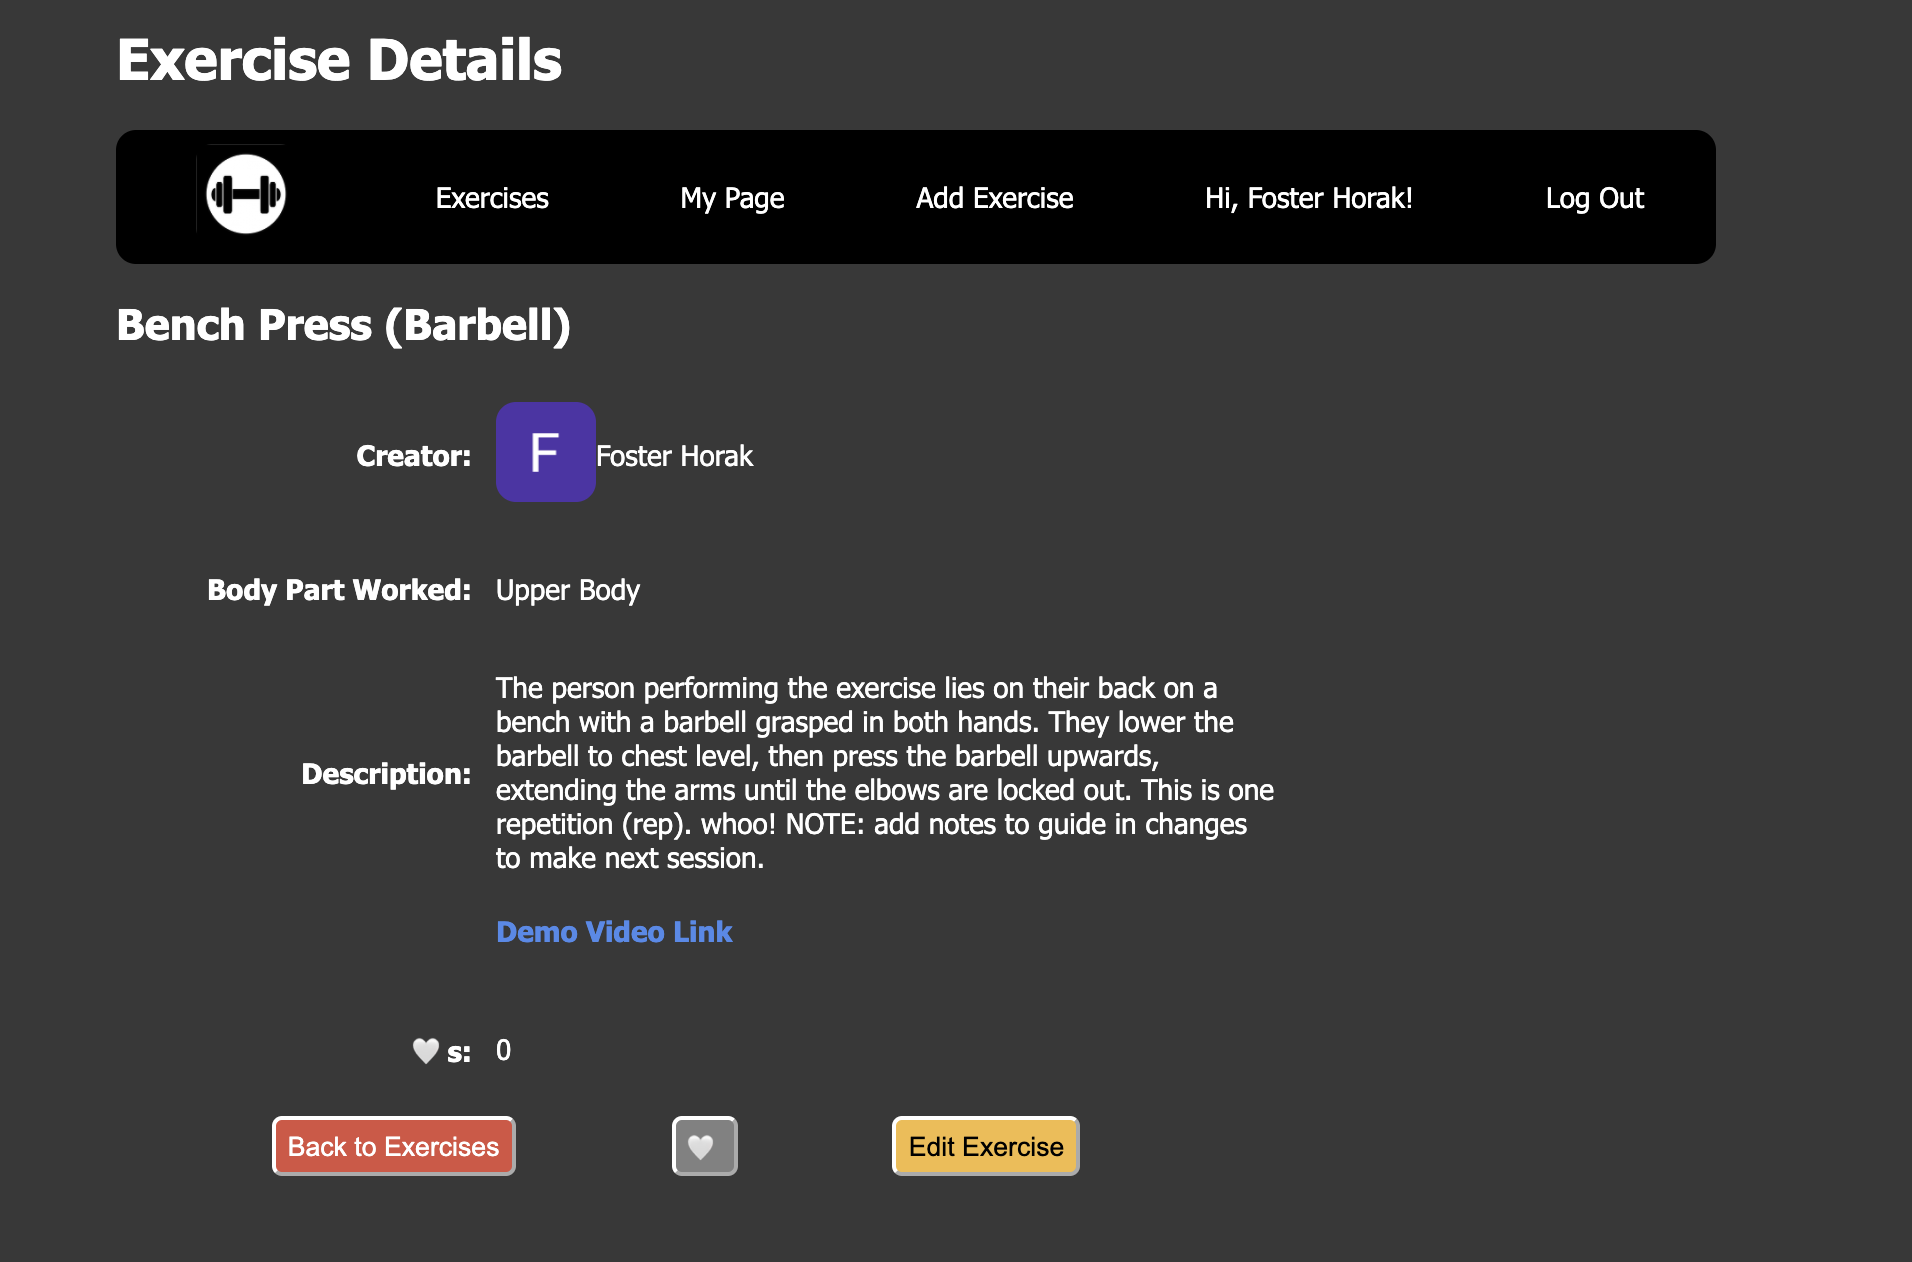 Exercise Details
Exercises My Page Add Exercise Hi, Foster Horak! Log Out
Bench Press (Barbell)
Creator: F Foster Horak
Body Part Worked: Upper Body
The person performing the exercise lies on their back on a
bench with a barbell grasped in both hands. They lower the
barbell to chest level, then press the barbell upwards,
Description:
extending the arms until the elbows are locked out. This is one
repetition (rep). whoo! NOTE: add notes to guide in changes
to make next session.
Demo Video Link
🤍 s: 0
Back to Exercises 🤍 Edit Exercise